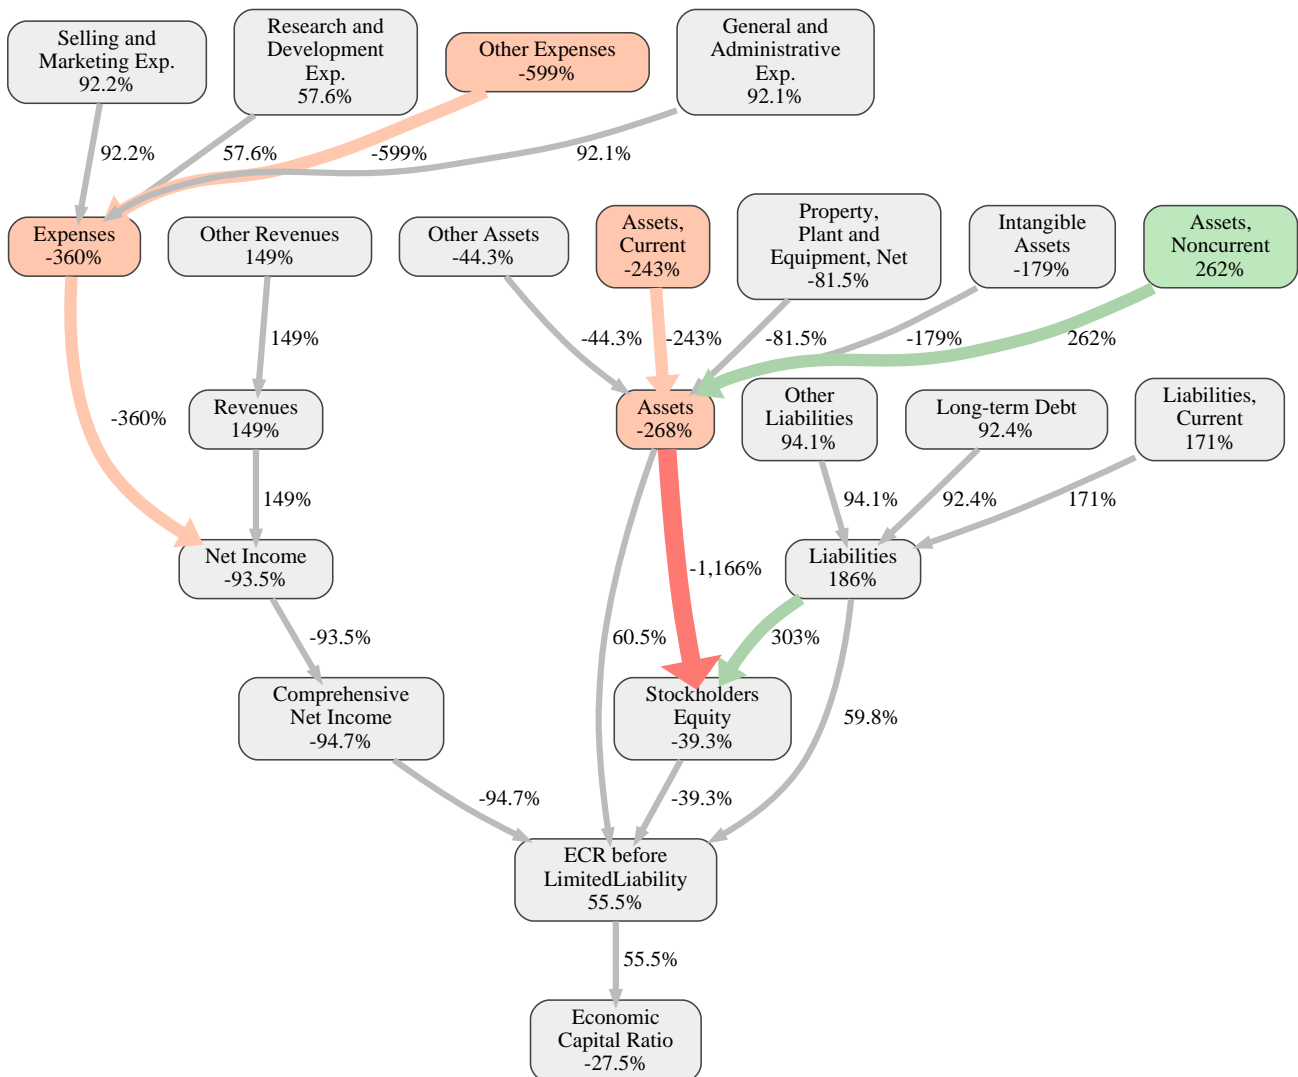 Selling and
Marketing Exp.
92.2%
Research and
Development
Exp.
57.6%
Other Expenses
-599%
General and
Administrative
Exp.
92.1%
92.2%
57.6%
-599%
92.1%
Expenses
-360%
Other Revenues
149%
Other Assets
-44.3%
Assets,
Current
-243%
Property,
Plant and
Equipment, Net
-81.5%
Intangible
Assets
-179%
Assets,
Noncurrent
262%
149%
-44.3%
-243%
-81.5%
-179%
262%
-360%
Revenues
149%
Assets
-268%
Other
Liabilities
94.1%
Long-term Debt
92.4%
Liabilities,
Current
171%
149%
94.1%
92.4%
171%
Net Income
-93.5%
-1,166%
Liabilities
186%
-93.5%
60.5%
303%
Comprehensive
Net Income
-94.7%
Stockholders
Equity
-39.3%
59.8%
-94.7%
-39.3%
ECR before
LimitedLiability
55.5%
55.5%
Economic
Capital Ratio
-27.5%